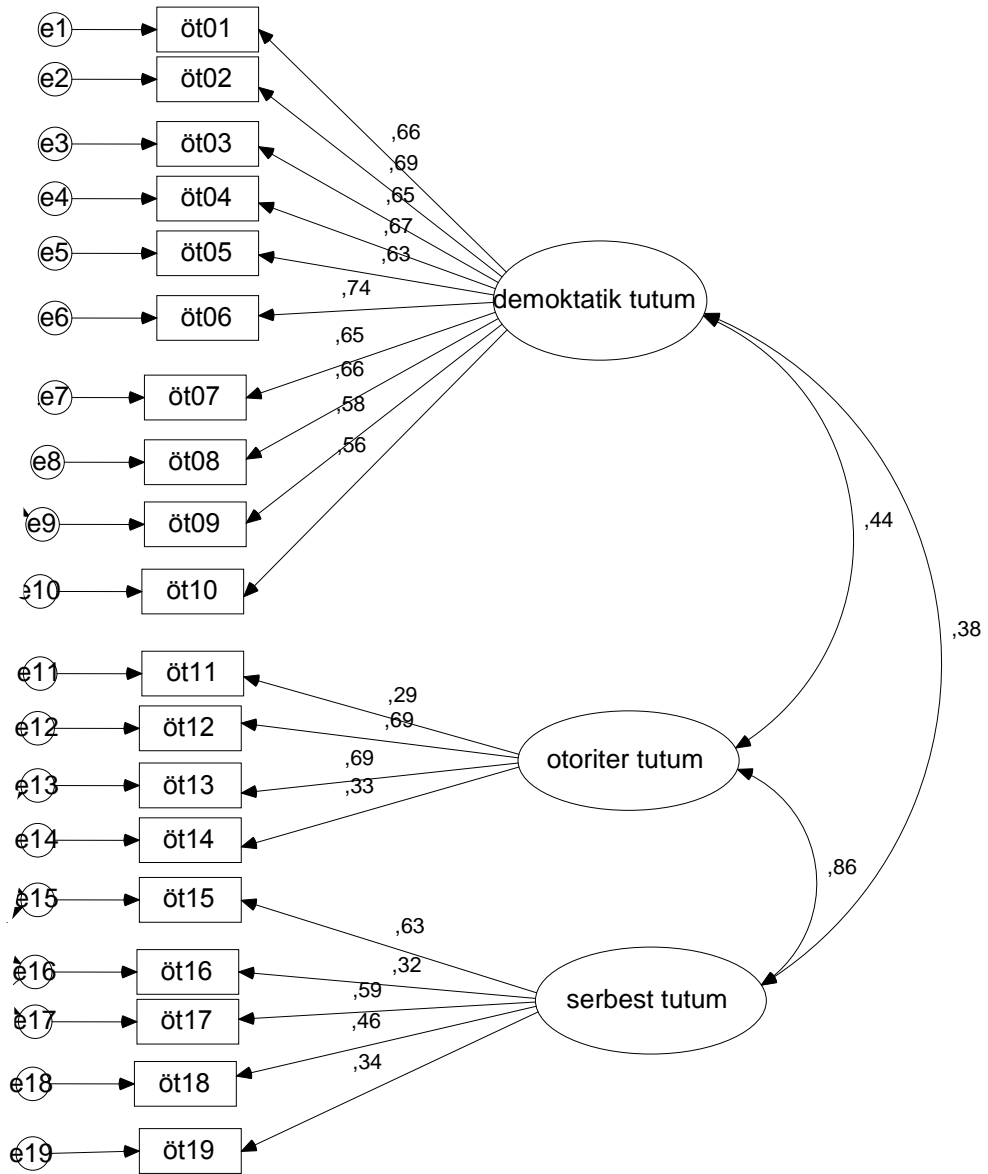 e1 öt01
e2 öt02
,66
e3 öt03
,69
e4 öt04
,65
,67
e5 öt05
,63
demoktatik tutum
,74
e6 öt06
,65
,66
e7 öt07
,58
e8 öt08
,56
e9 öt09
,44
e10 öt10
,38
e11 öt11
,29
e12 öt12
,69
otoriter tutum
e13 öt13
,69
,33
e14 öt14
,86
e15 öt15
,63
e16 öt16
,32
,59
serbest tutum
e17 öt17
,46
,34
e18 öt18
e19 öt19